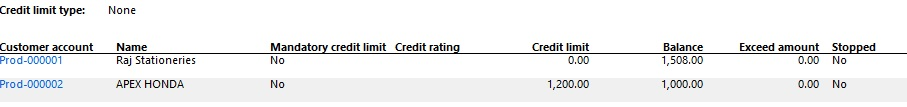 Credit limit type: None
Customer account Name Mandatory credit limit Credit rating Credit limit Balance Exceed amount Stopped
Prod-000001 Raj Stationeries No 0.00 1,508.00 0.00 No
Prod-000002 APEX HONDA No 1,200.00 1,000.00 0.00 No